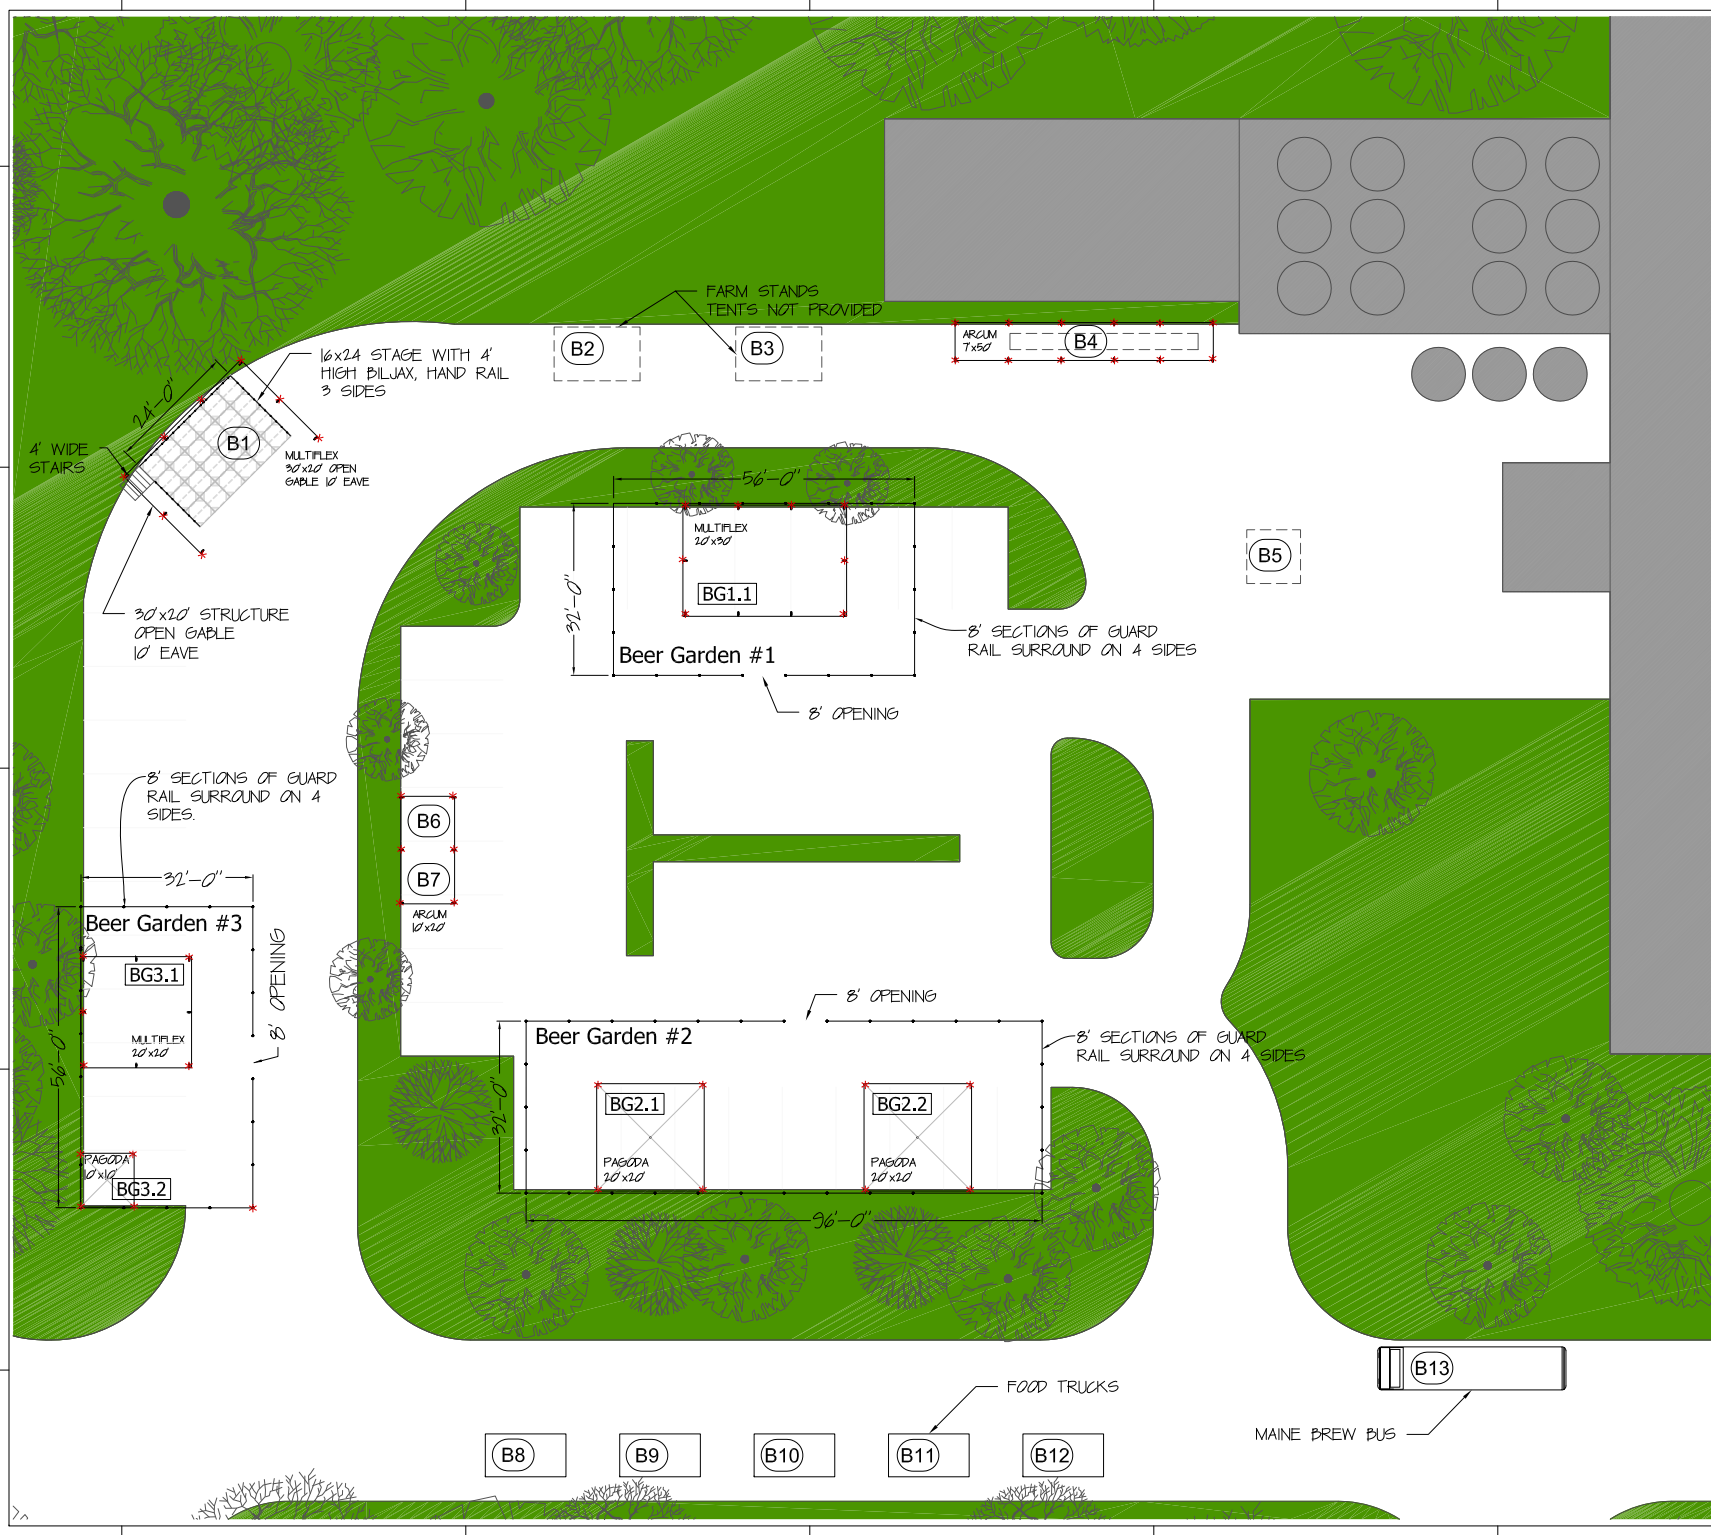 FARM STANDS
TENTS NOT PROVIDED
B2
B3
ARCUM
7'x50'
B4
16x24 STAGE WITH 4'
HIGH BILJAX, HAND RAIL
3 SIDES
24'-0"
B1
4' WIDE
STAIRS
MULTIFLEX
30'x20' OPEN
GABLE 10' EAVE
56'-0"
MULTIFLEX
20'x30'
B5
BG1.1
32'-0"
30'x20' STRUCTURE
OPEN GABLE
10' EAVE
Beer Garden #1
8' SECTIONS OF GUARD
RAIL SURROUND ON 4 SIDES
8' OPENING
8' SECTIONS OF GUARD
RAIL SURROUND ON 4
SIDES.
B6
B7
ARCUM
10'x20'
32'-0"
Beer Garden #3
BG3.1
MULTIFLEX
20'x20'
8' OPENING
56'-0"
PAGODA
10'x10'
BG3.2
8' OPENING
Beer Garden #2
8' SECTIONS OF GUARD
RAIL SURROUND ON 4 SIDES
32'-0"
BG2.1
BG2.2
PAGODA
20'x20'
PAGODA
20'x20'
96'-0"
B13
FOOD TRUCKS
MAINE BREW BUS
B8
B9
B10
B11
B12